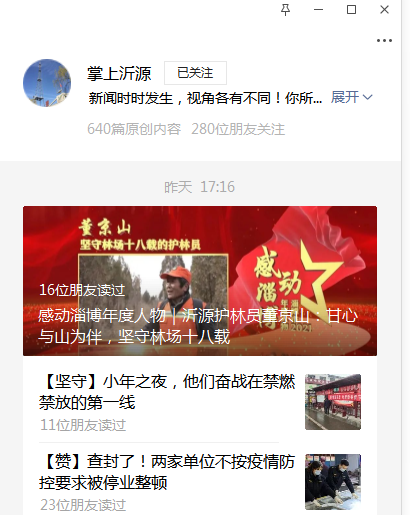 掌上沂源
已关注
新闻时时发生，视角各有不同！你所...
展开
640篇原创内容 280位朋友关注
昨天 17:16
董京山
坚守林场十八载的护林员
感动
淄博
2021
16位朋友读过
感动淄博年度人物｜沂源护林员董京山：甘心
与山为伴，坚守林场十八载
【坚守】小年之夜，他们奋战在禁燃
禁放的第一线
11位朋友读过
【赞】查封了！两家单位不按疫情防
控要求被停业整顿
23位朋友读过